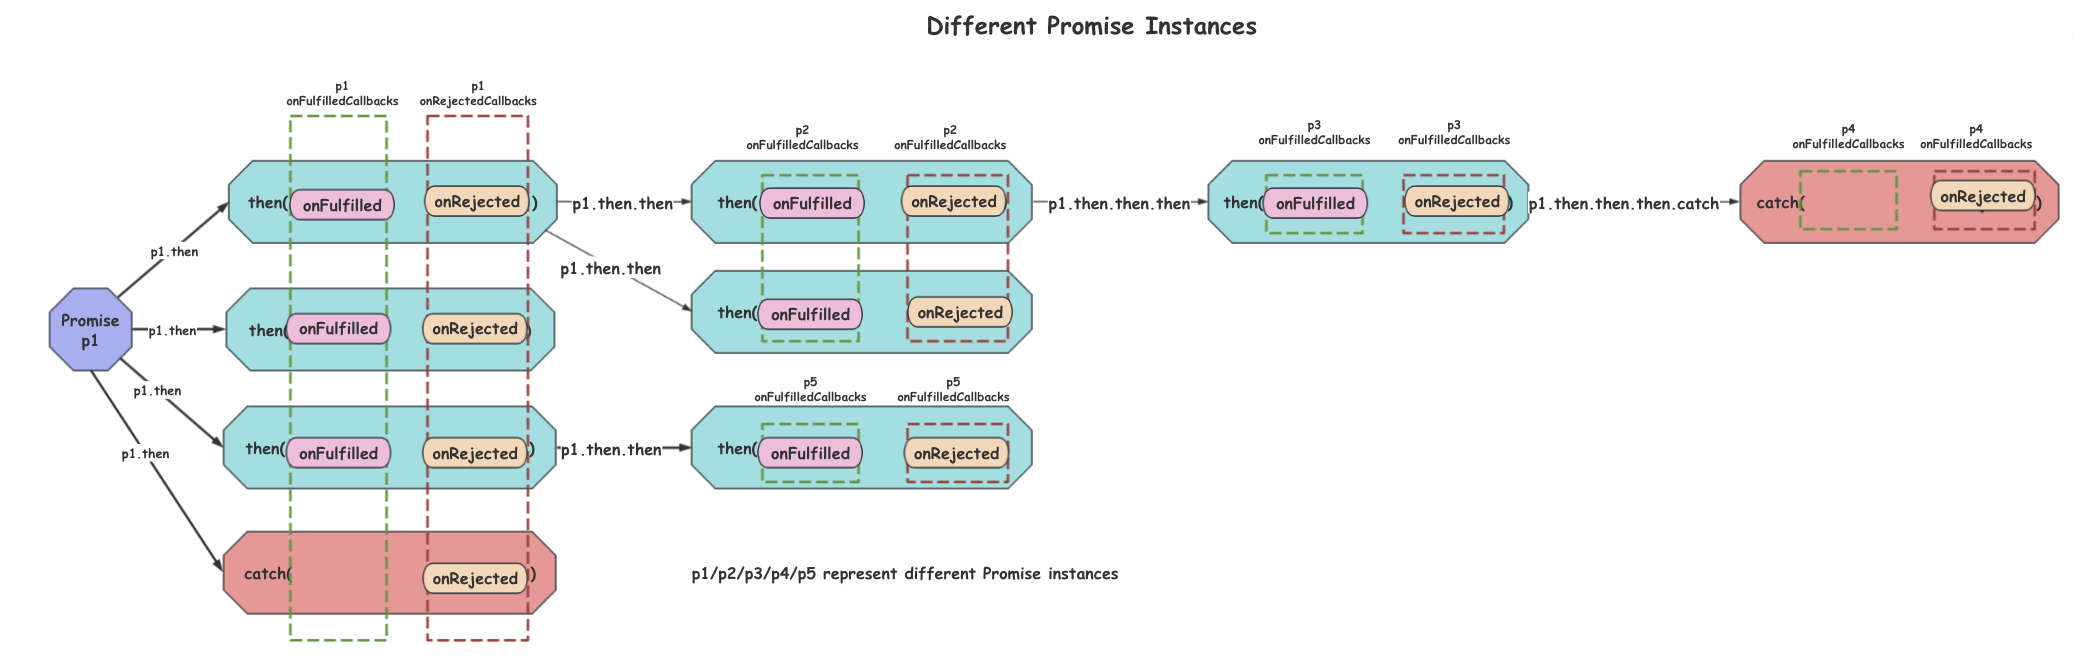 Different Promise Instances
p1
onFulfilledCallbacks
p1
onRejectedCallbacks
p2
onFulfilledCallbacks
p2
onFulfilledCallbacks
p3
onFulfilledCallbacks
p3
onFulfilledCallbacks
p4
onFulfilledCallbacks
p4
onFulfilledCallbacks
then( onFulfilled onRejected )
p1.then.then
then( onFulfilled onRejected
p1.then.then.then
then( onFulfilled onRejected )
p1.then.then.then.catch
catch( onRejected )
p1.then
p1.then.then
Promise
p1
p1.then
then( onFulfilled onRejected )
then( onFulfilled onRejected
p1.then
p5
onFulfilledCallbacks
p5
onFulfilledCallbacks
p1.then
then( onFulfilled onRejected )
p1.then.then
then( onFulfilled onRejected
catch( onRejected )
p1/p2/p3/p4/p5 represent different Promise instances